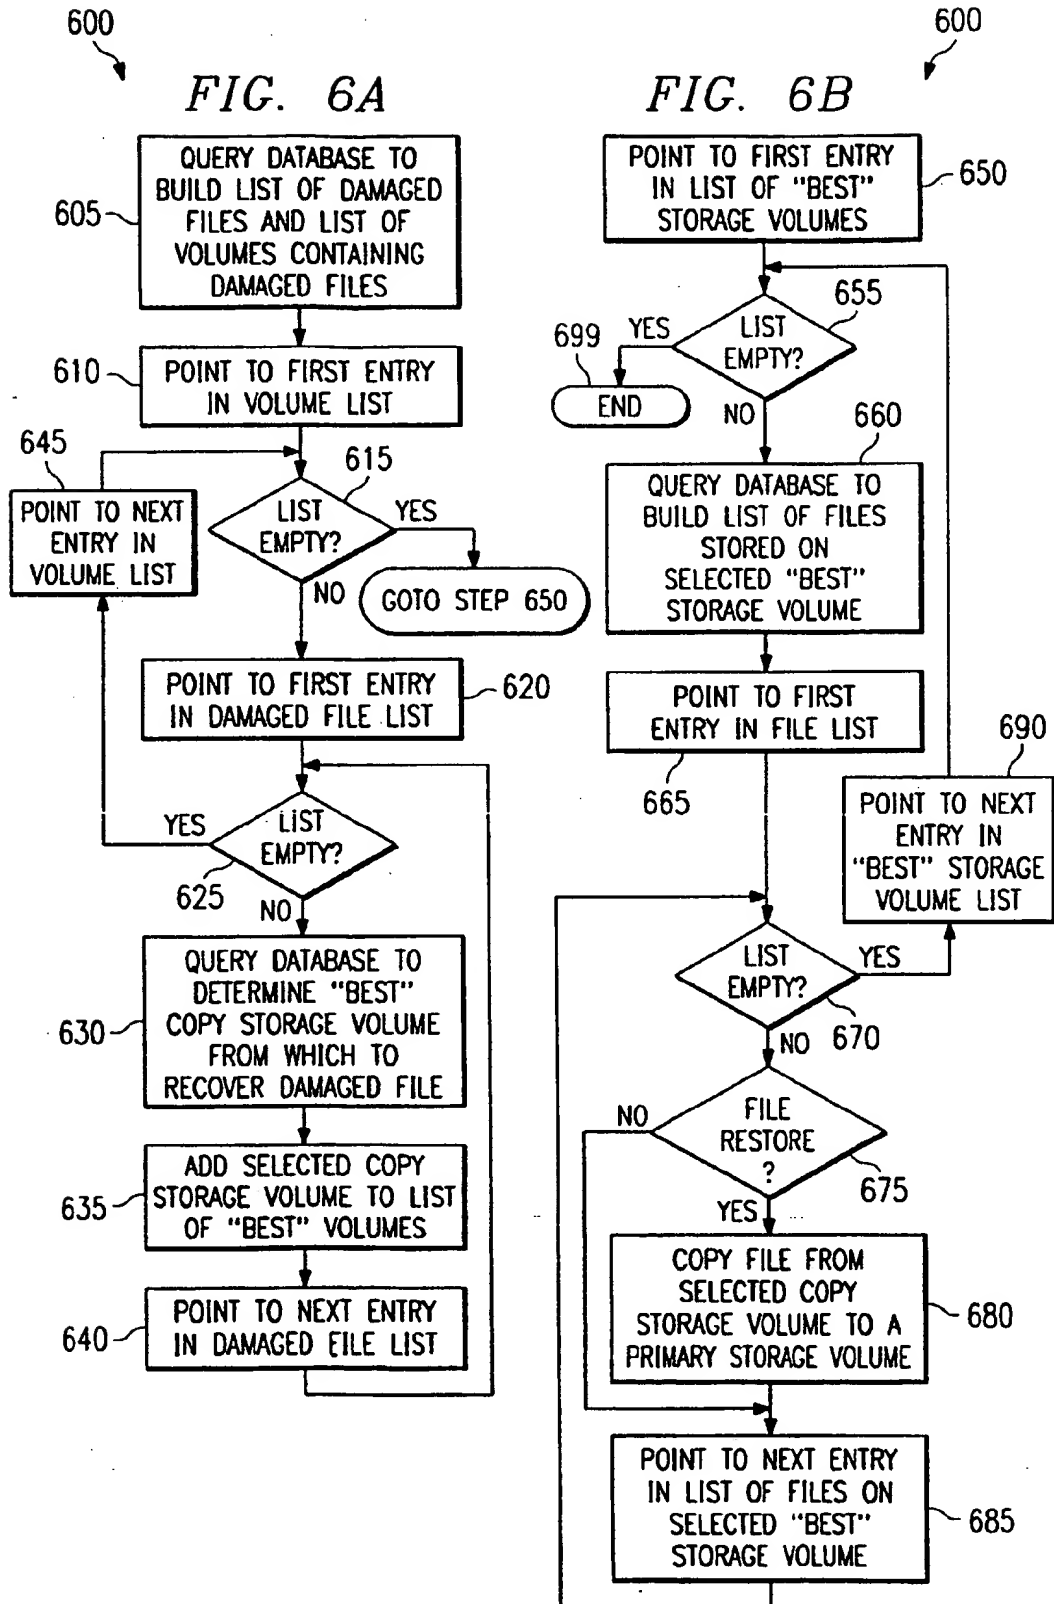 600
FIG. 6A
QUERY DATABASE TO
BUILD LIST OF DAMAGED
FILES AND LIST OF
VOLUMES CONTAINING
DAMAGED FILES
605
610
POINT TO FIRST ENTRY
IN VOLUME LIST
645
POINT TO NEXT
ENTRY IN
VOLUME LIST
615
LIST
EMPTY?
YES
GOTO STEP 650
NO
POINT TO FIRST ENTRY
IN DAMAGED FILE LIST
620
YES
LIST
EMPTY?
625
NO
QUERY DATABASE TO
DETERMINE "BEST"
COPY STORAGE VOLUME
FROM WHICH TO
RECOVER DAMAGED FILE
630
ADD SELECTED COPY
STORAGE VOLUME TO LIST
OF "BEST" VOLUMES
635
POINT TO NEXT ENTRY
IN DAMAGED FILE LIST
640
600
FIG. 6B
POINT TO FIRST ENTRY
IN LIST OF "BEST"
STORAGE VOLUMES
650
655
LIST
EMPTY?
YES
699
END
NO
660
QUERY DATABASE TO
BUILD LIST OF FILES
STORED ON
SELECTED "BEST"
STORAGE VOLUME
POINT TO FIRST
ENTRY IN FILE LIST
665
690
POINT TO NEXT
ENTRY IN
"BEST" STORAGE
VOLUME LIST
LIST
EMPTY?
YES
670
NO
FILE
RESTORE
?
NO
675
YES
COPY FILE FROM
SELECTED COPY
STORAGE VOLUME TO A
PRIMARY STORAGE VOLUME
680
POINT TO NEXT ENTRY
IN LIST OF FILES ON
SELECTED "BEST"
STORAGE VOLUME
685